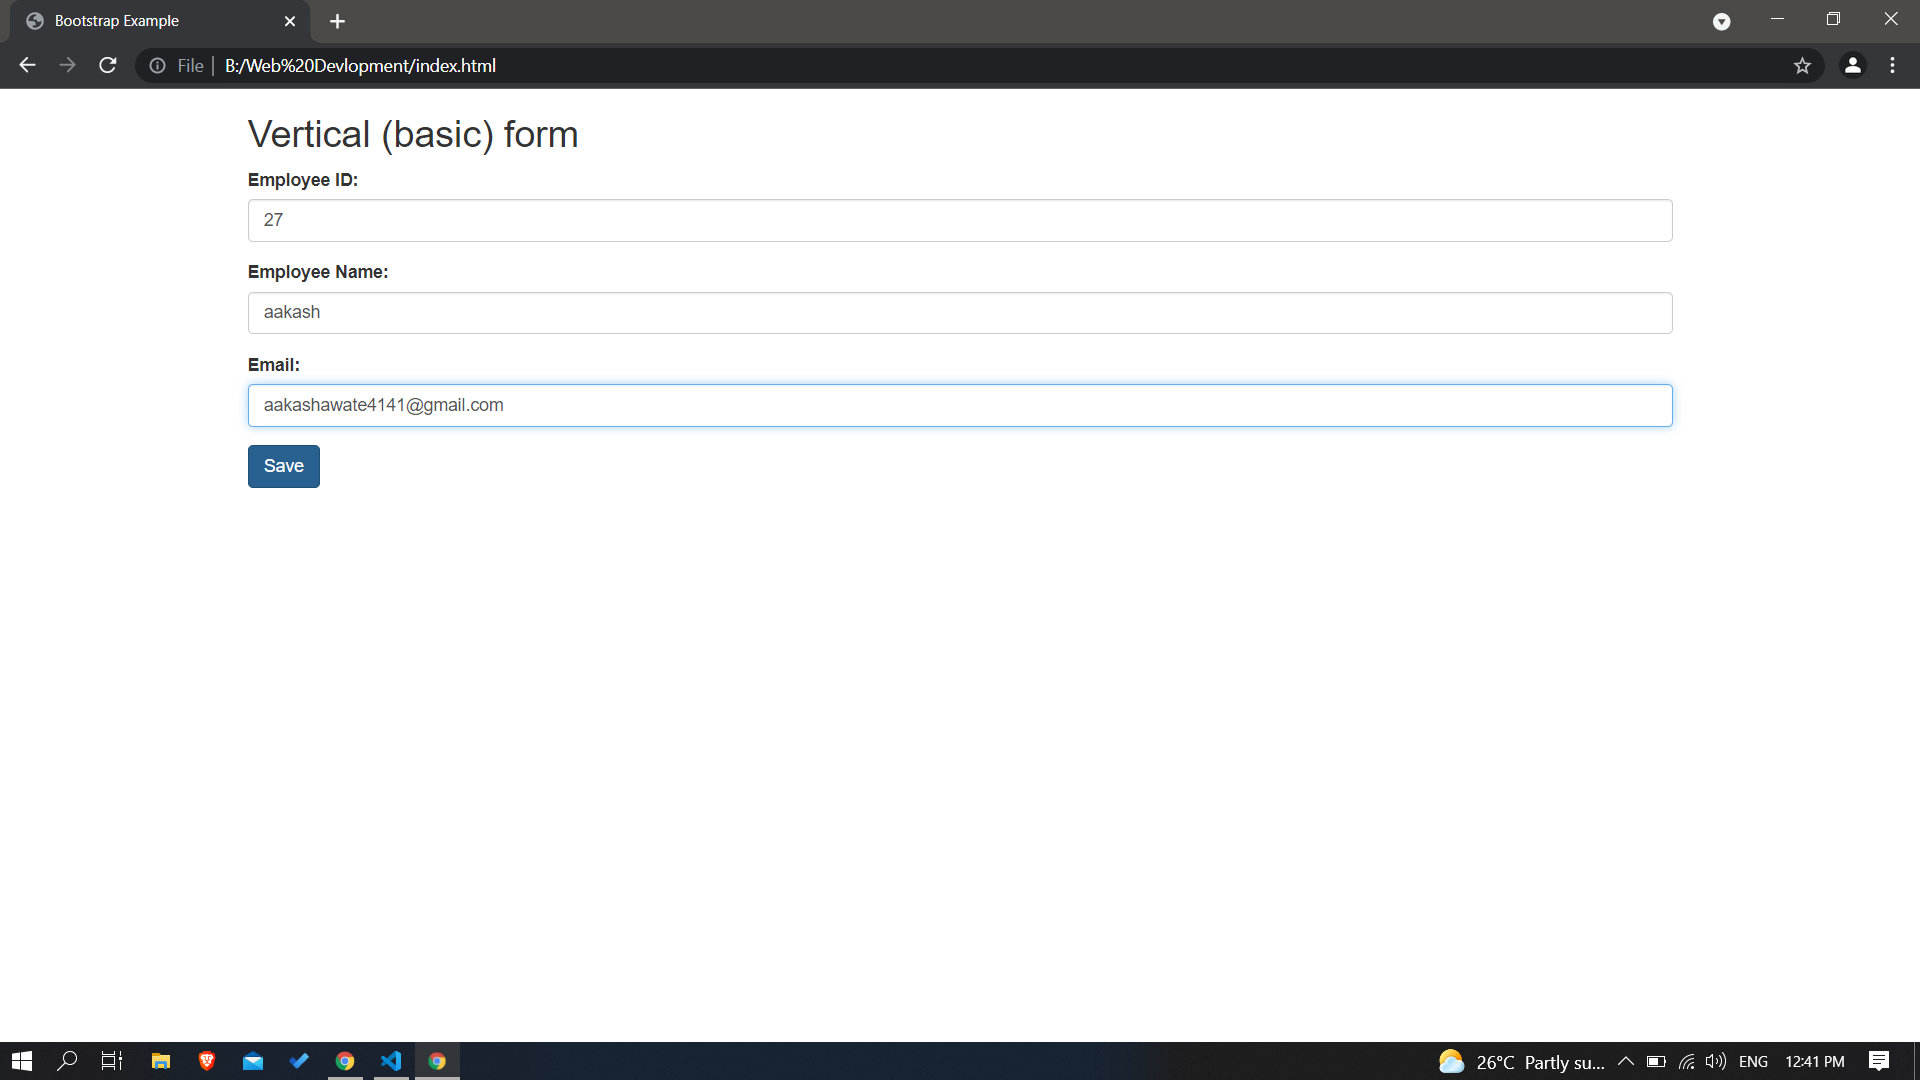 Bootstrap Example
File | B:/Web%20Devlopment/index.html
Vertical (basic) form
Employee ID:
27
Employee Name:
aakash
Email:
aakashawate4141@gmail.com
Save
26°C Partly su... ENG 12:41 PM